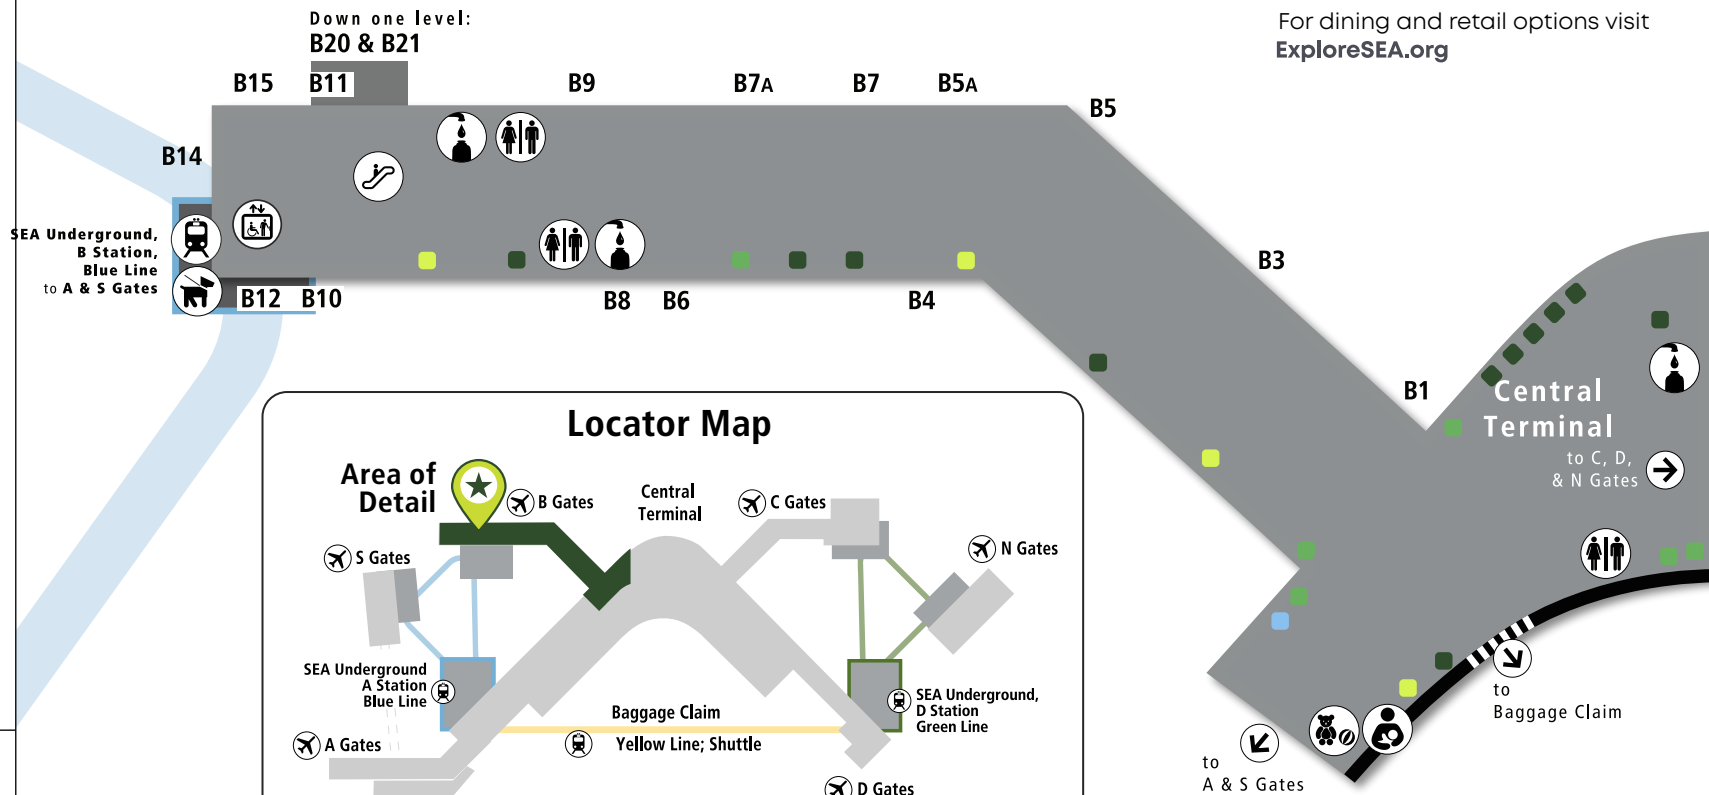 Down one level:
B20 & B21
For dining and retail options visit
ExploreSEA.org
B15
B11
B9
B7A
B7
B5A
B5
B14
SEA Underground,
B Station,
Blue Line
to A & S Gates
B12
B10
B8
B6
B4
B3
B1
Central
Terminal
to C, D,
& N Gates
to
Baggage Claim
to
A & S Gates
Locator Map
Area of
Detail
B Gates
Central
Terminal
C Gates
S Gates
N Gates
SEA Underground
A Station
Blue Line
SEA Underground,
D Station
Green Line
Baggage Claim
Yellow Line; Shuttle
A Gates
D Gates